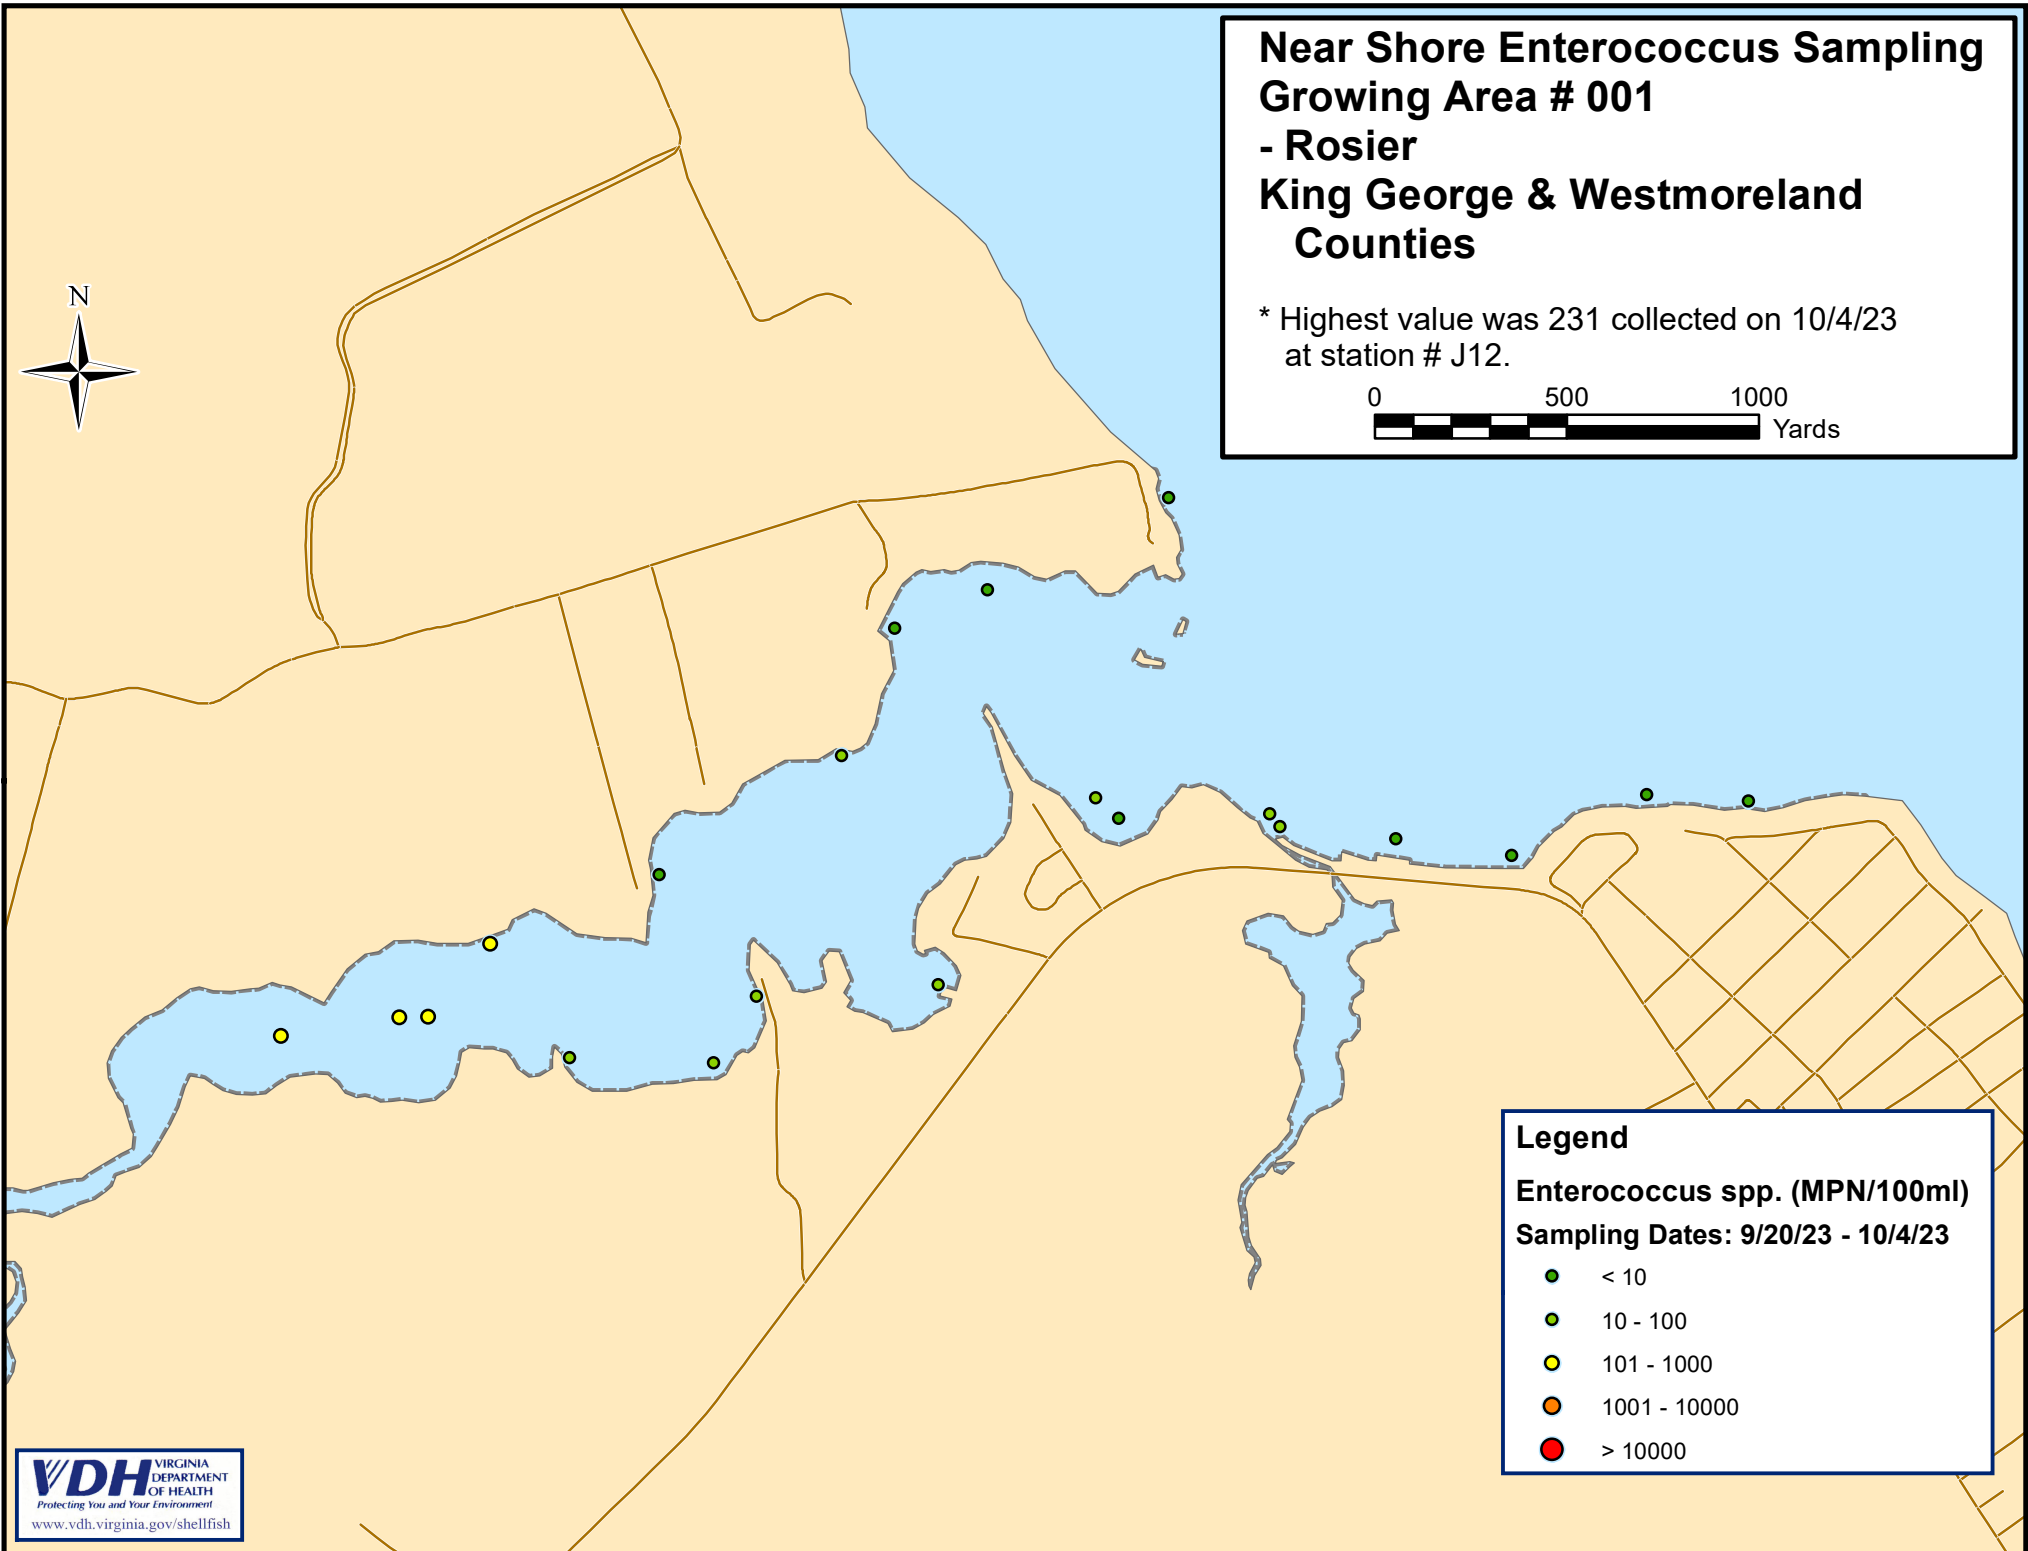 Near Shore Enterococcus Sampling
Growing Area # 001
- Rosier
King George & Westmoreland
Counties
* Highest value was 231 collected on 10/4/23
at station # J12.
0 500 1000
Yards
N
Legend
Enterococcus spp. (MPN/100ml)
Sampling Dates: 9/20/23 - 10/4/23
< 10
10 - 100
101 - 1000
1001 - 10000
> 10000
VDH VIRGINIA
DEPARTMENT
OF HEALTH
Protecting You and Your Environment
www.vdh.virginia.gov/shellfish